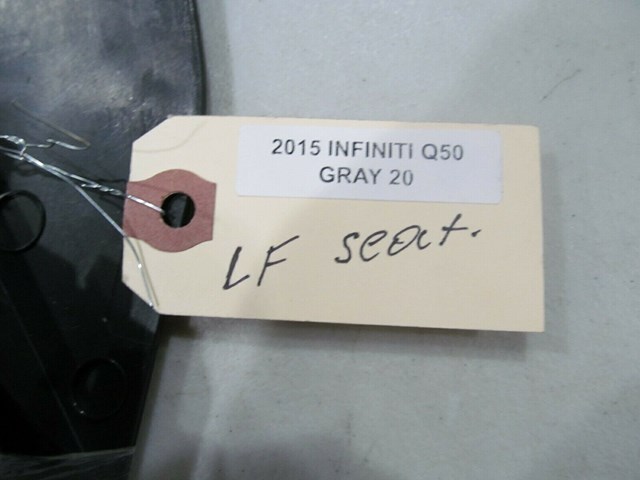 2015 INFINITI Q50
GRAY 20
LF seat.